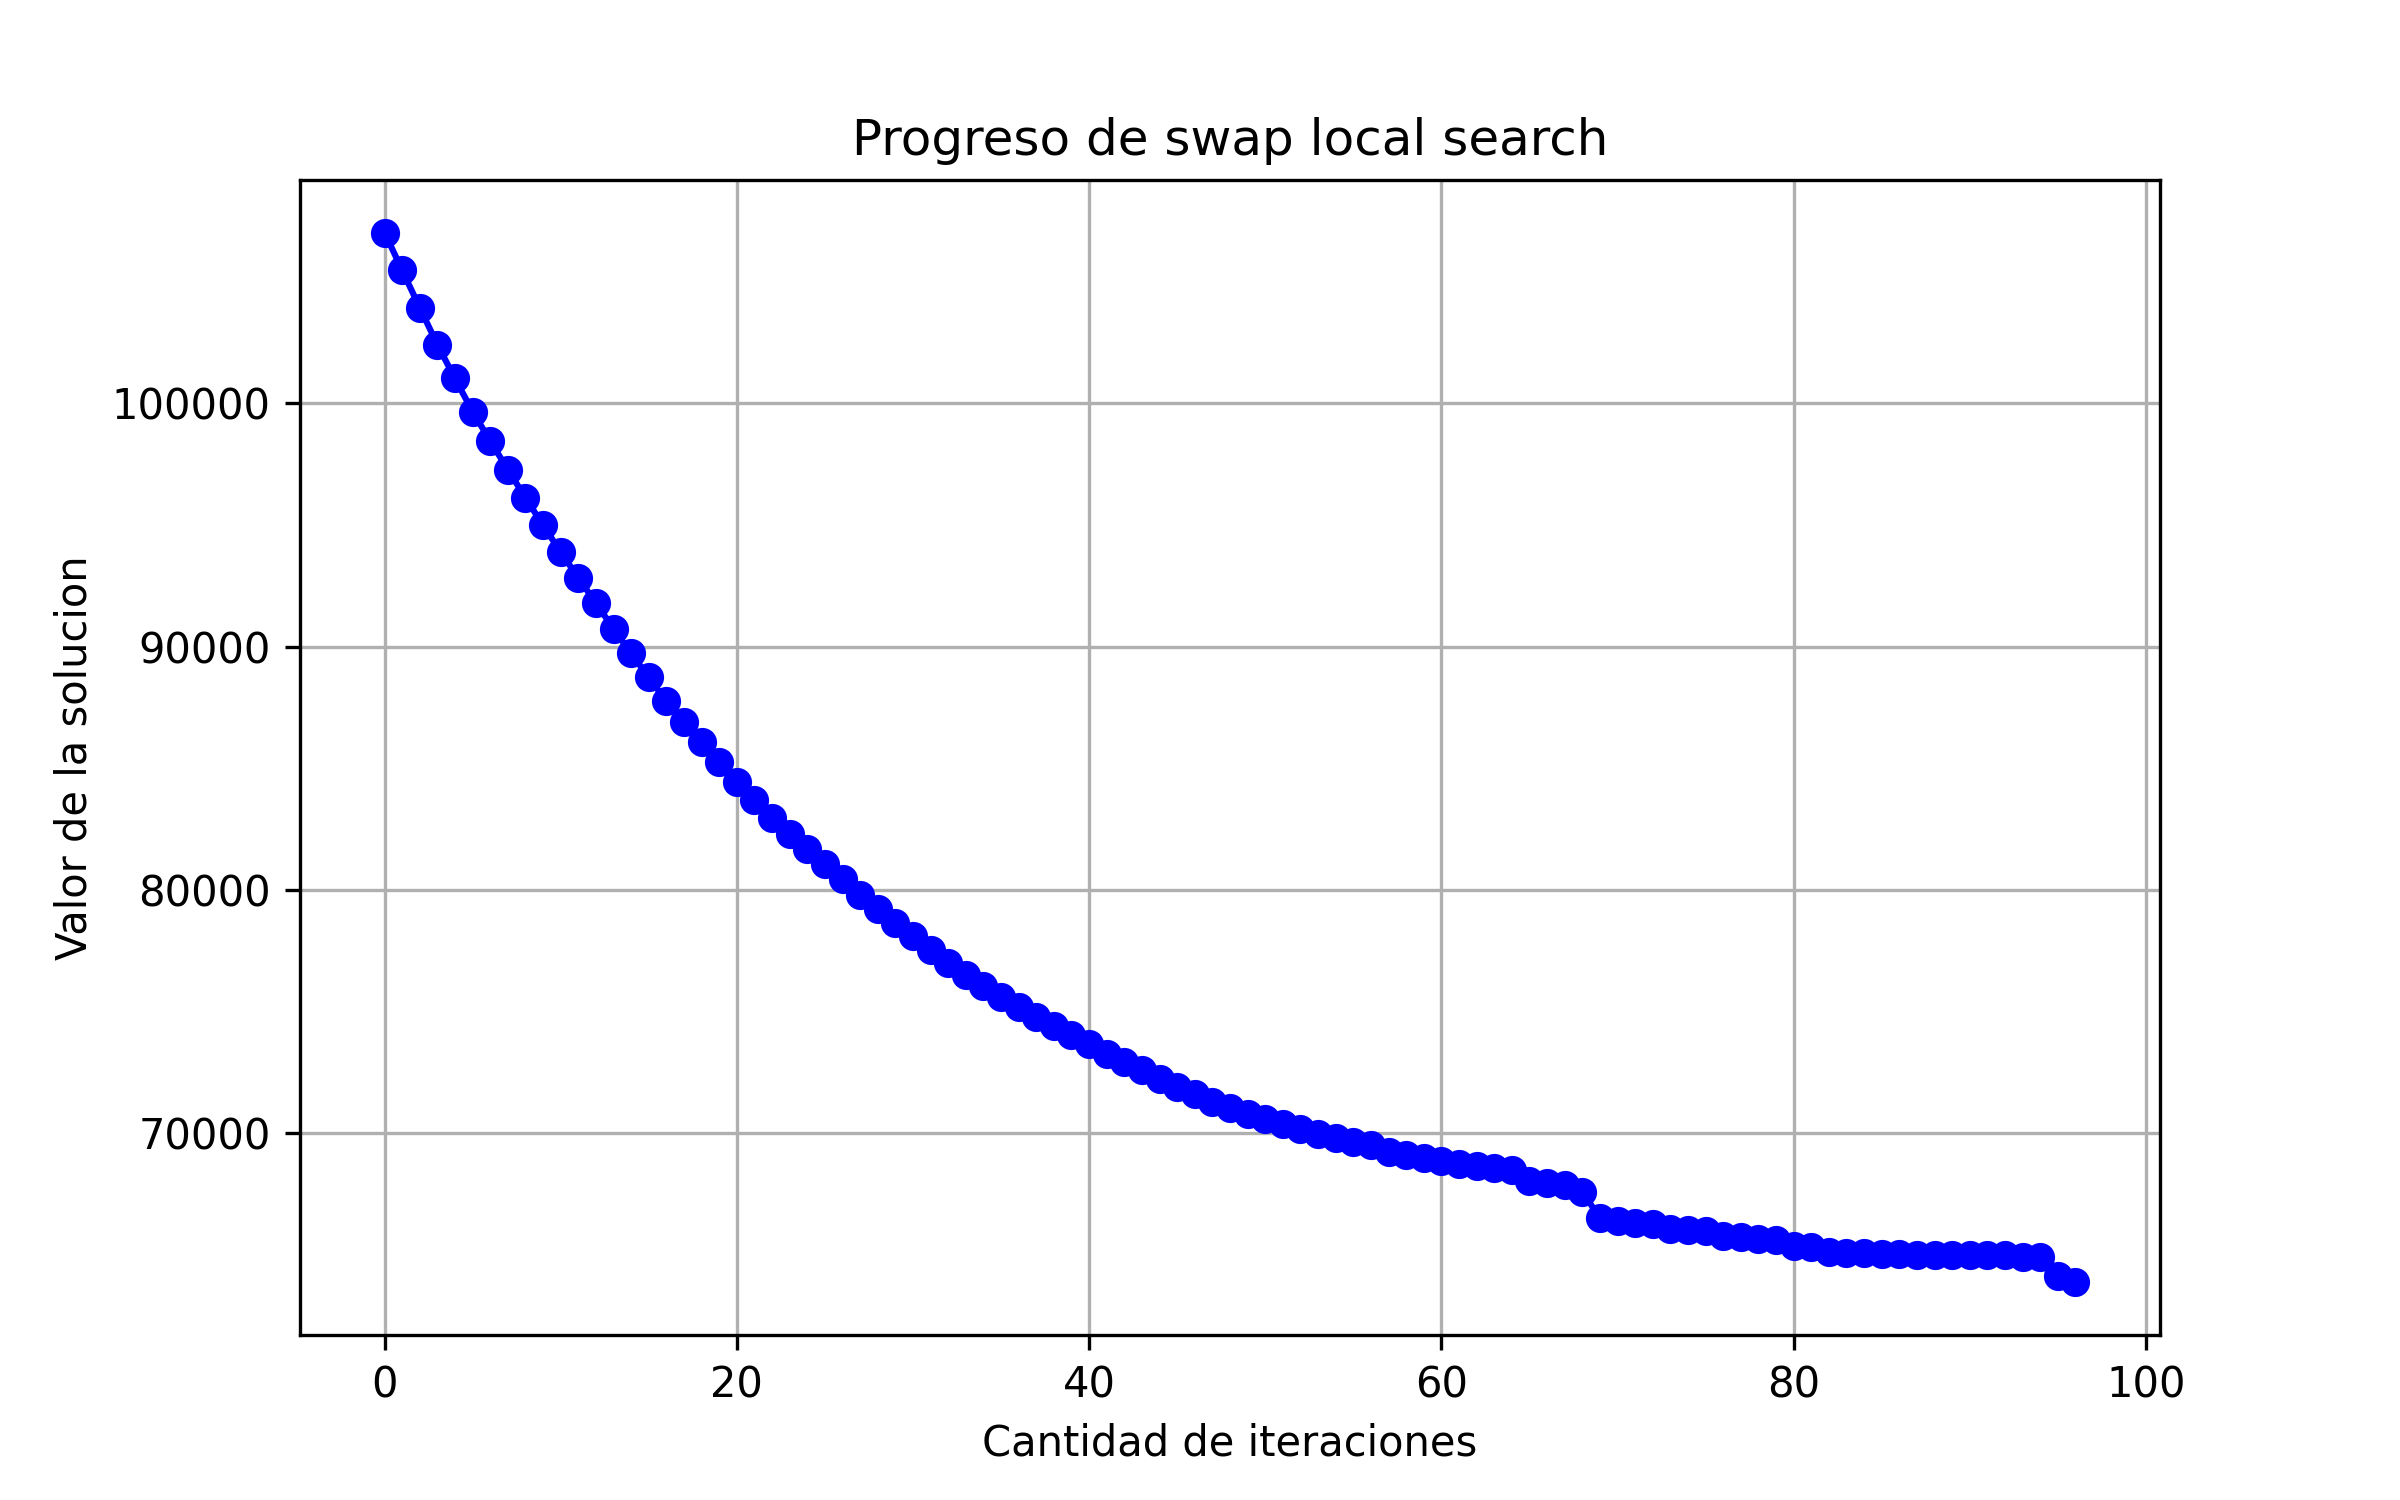 Progreso de swap local search
Valor de la solucion
100000
90000
80000
70000
0 20 40 60 80 100
Cantidad de iteraciones